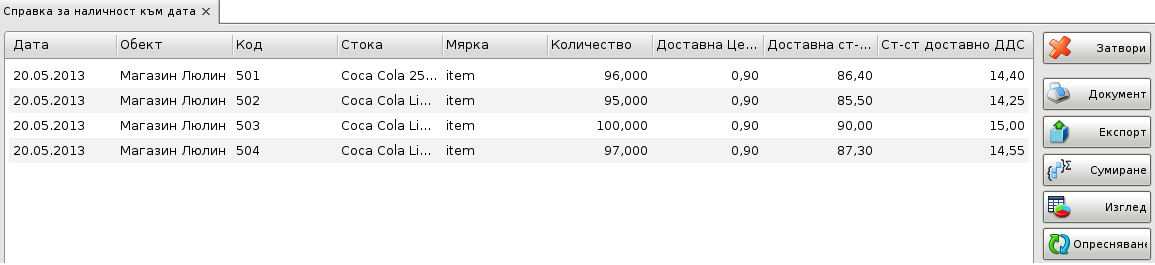 Справка за наличност към дата
Дата Обект Код Стока Мярка Количество Доставна Це... Доставна ст-... Ст-ст доставно ДДС
20.05.2013 Магазин Люлин 501 Coca Cola 25... item 96,000 0,90 86,40 14,40
20.05.2013 Магазин Люлин 502 Coca Cola Li... item 95,000 0,90 85,50 14,25
20.05.2013 Магазин Люлин 503 Coca Cola Li... item 100,000 0,90 90,00 15,00
20.05.2013 Магазин Люлин 504 Coca Cola Li... item 97,000 0,90 87,30 14,55
Затвори
Документ
Експорт
Сумиране
Изглед
Опресняване